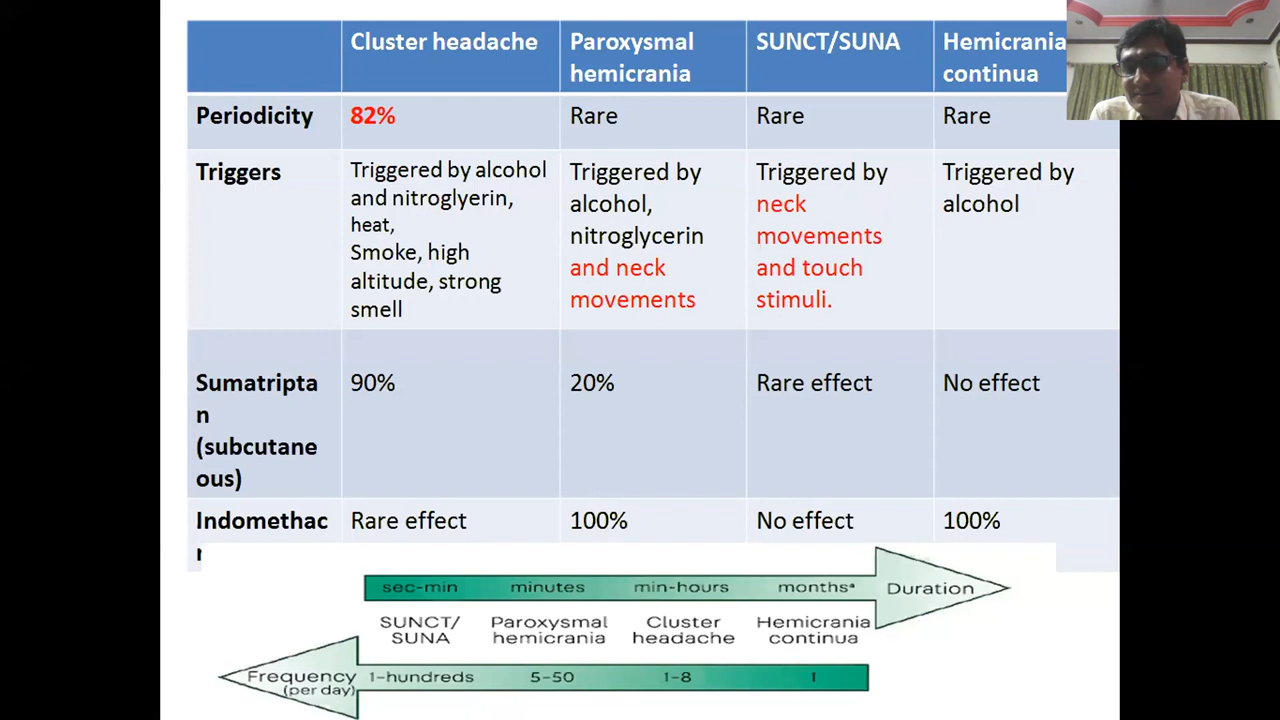 Cluster headache
Paroxysmal
hemicrania
SUNCT/SUNA
Hemicrania
continua
Periodicity
82%
Rare
Rare
Rare
Triggers
Triggered by alcohol
and nitroglyerin,
heat,
Smoke, high
altitude, strong
smell
Triggered by
alcohol,
nitroglycerin
and neck
movements
Triggered by
neck
movements
and touch
stimuli.
Triggered by
alcohol
Sumatripta
n
(subcutane
ous)
90%
20%
Rare effect
No effect
Indomethac
Rare effect
100%
No effect
100%
sec-min
minutes
min-hours
monthsª
Duration
SUNCT/
SUNA
Paroxysmal
hemicrania
Cluster
headache
Hemicrania
continua
Frequency
(per day)
1-hundreds
5-50
1-8
1